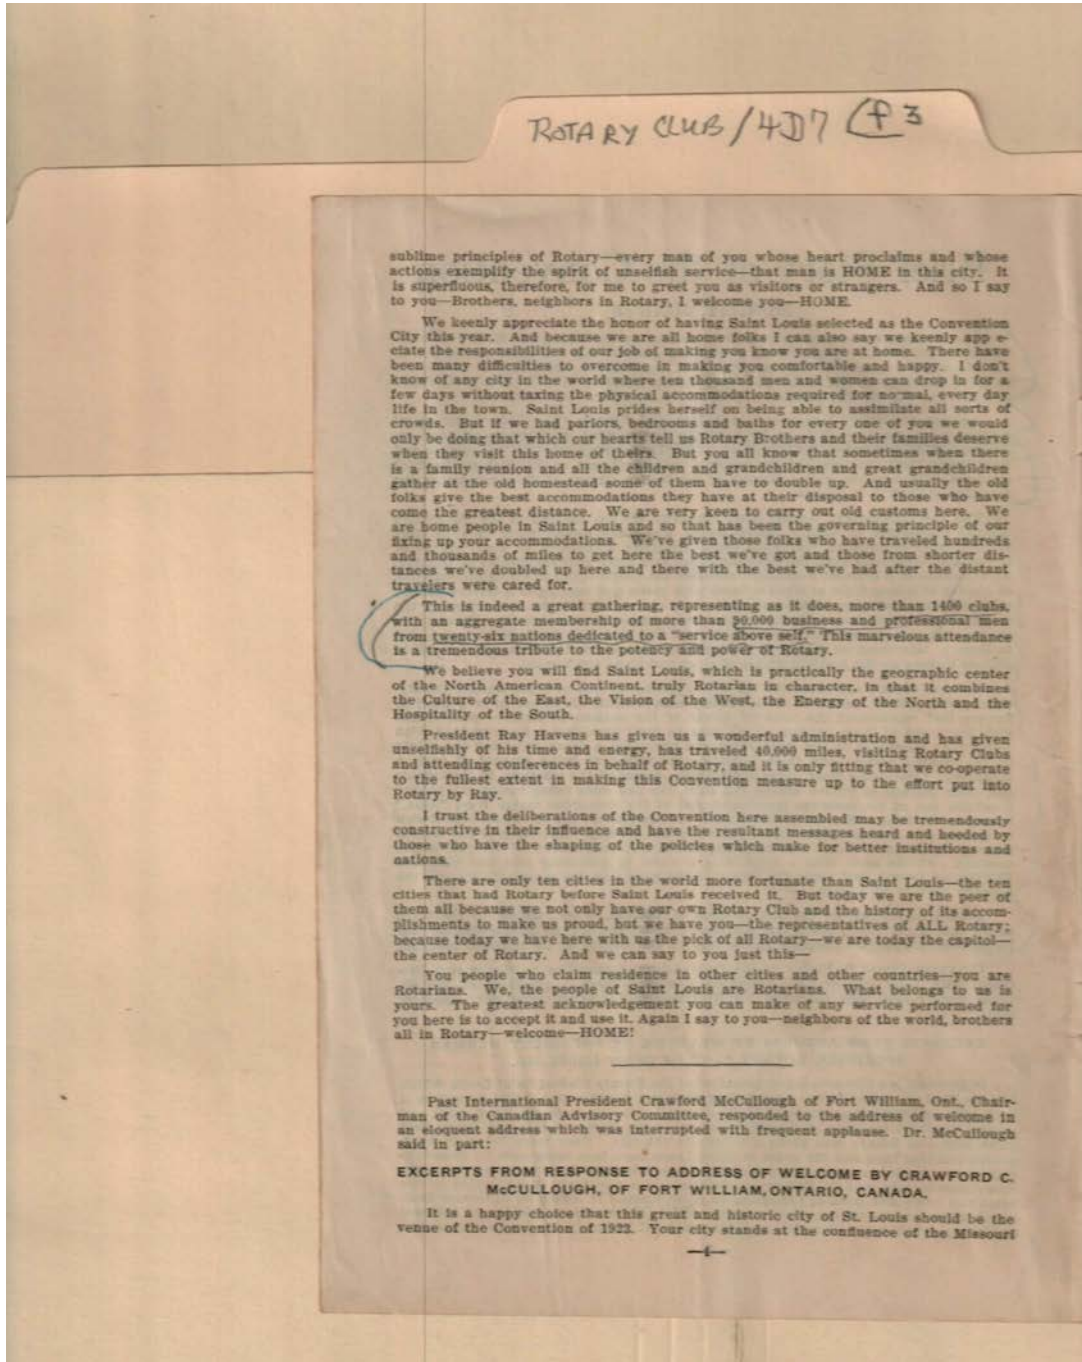 ROTARY CLUB / 4D7 f3
sublime principles of Rotary—every man of you whose heart proclaims and whose
actions exemplify the spirit of unselfish service—that man is HOME in this city. It
is superfluous, therefore, for me to greet you as visitors or strangers. And so I say
to you—Brothers, neighbors in Rotary, I welcome you—HOME.
We keenly appreciate the honor of having Saint Louis selected as the Convention
City this year. And because we are all home folks I can also say we keenly app e-
ciate the responsibilities of our job of making you know you are at home. There have
been many difficulties to overcome in making you comfortable and happy. I don't
know of any city in the world where ten thousand men and women can drop in for a
few days without taxing the physical accommodations required for no mal, every day
life in the town. Saint Louis prides herself on being able to assimilate all sorts of
crowds. But if we had parlors, bedrooms and baths for every one of you we would
only be doing that which our hearts tell us Rotary Brothers and their families deserve
when they visit this home of theirs. But you all know that sometimes when there
is a family reunion and all the children and grandchildren and great grandchildren
gather at the old homestead some of them have to double up. And usually the old
folks give the best accommodations they have at their disposal to those who have
come the greatest distance. We are very keen to carry out old customs here. We
are home people in Saint Louis and so that has been the governing principle of our
fixing up your accommodations. We've given those folks who have traveled hundreds
and thousands of miles to get here the best we've got and those from shorter dis-
tances we've doubled up here and there with the best we've had after the distant
travelers were cared for.
This is indeed a great gathering, representing as it does, more than 1400 clubs,
with an aggregate membership of more than 90,000 business and professional men
from twenty-six nations dedicated to a "service above self." This marvelous attendance
is a tremendous tribute to the potency and power of Rotary.
We believe you will find Saint Louis, which is practically the geographic center
of the North American Continent, truly Rotarian in character, in that it combines
the Culture of the East, the Vision of the West, the Energy of the North and the
Hospitality of the South.
President Ray Havens has given us a wonderful administration and has given
unselfishly of his time and energy, has traveled 40,000 miles, visiting Rotary Clubs
and attending conferences in behalf of Rotary, and it is only fitting that we co-operate
to the fullest extent in making this Convention measure up to the effort put into
Rotary by Ray.
I trust the deliberations of the Convention here assembled may be tremendously
constructive in their influence and have the resultant messages heard and heeded by
those who have the shaping of the policies which make for better institutions and
nations.
There are only ten cities in the world more fortunate than Saint Louis—the ten
cities that had Rotary before Saint Louis received it. But today we are the peer of
them all because we not only have our own Rotary Club and the history of its accom-
plishments to make us proud, but we have you—the representatives of ALL Rotary;
because today we have here with us the pick of all Rotary—we are today the capitol—
the center of Rotary. And we can say to you just this—
You people who claim residence in other cities and other countries—you are
Rotarians. We, the people of Saint Louis are Rotarians. What belongs to us is
yours. The greatest acknowledgement you can make of any service performed for
you here is to accept it and use it. Again I say to you—neighbors of the world, brothers
all in Rotary—welcome—HOME!
Past International President Crawford McCullough of Fort William, Ont., Chair-
man of the Canadian Advisory Committee, responded to the address of welcome in
an eloquent address which was interrupted with frequent applause. Dr. McCullough
said in part:
EXCERPTS FROM RESPONSE TO ADDRESS OF WELCOME BY CRAWFORD C.
McCULLOUGH, OF FORT WILLIAM, ONTARIO, CANADA.
It is a happy choice that this great and historic city of St. Louis should be the
venue of the Convention of 1923. Your city stands at the confluence of the Missouri
—4—